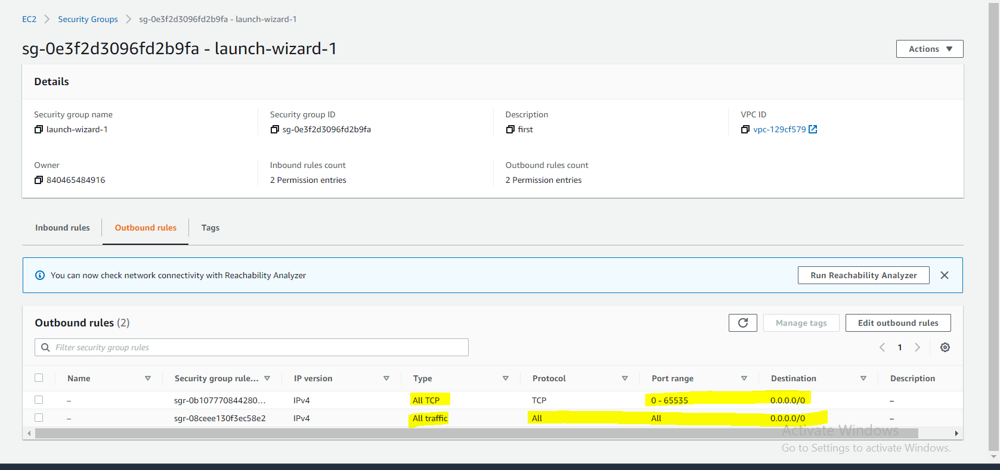 EC2 > Security Groups > sg-0e3f2d3096fd2b9fa - launch-wizard-1
sg-0e3f2d3096fd2b9fa - launch-wizard-1
Actions
Details
Security group name Security group ID Description VPC ID
launch-wizard-1 sg-0e3f2d3096fd2b9fa first vpc-129cf579
Owner Inbound rules count Outbound rules count
840465484916 2 Permission entries 2 Permission entries
Inbound rules Outbound rules Tags
You can now check network connectivity with Reachability Analyzer Run Reachability Analyzer
Outbound rules (2) Manage tags Edit outbound rules
Filter security group rules 1
Name Security group rule... IP version Type Protocol Port range Destination Description
– sgr-0b107770844280... IPv4 All TCP TCP 0 - 65535 0.0.0.0/0 –
– sgr-08ceee130f3ec58e2 IPv4 All traffic All All 0.0.0.0/0 –
Activate Windows
Go to Settings to activate Windows.